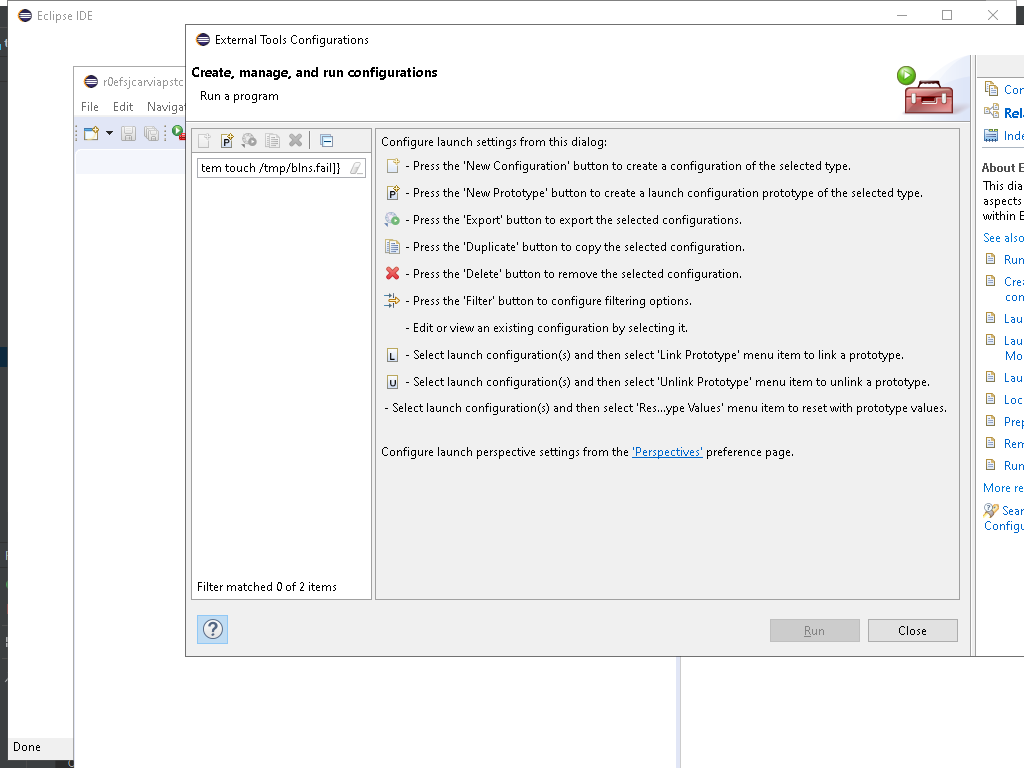 Eclipse IDE
External Tools Configurations
Create, manage, and run configurations
Run a program
r0efsjcarviapstc
File Edit Naviga
tem touch /tmp/blns.fail]}
Filter matched 0 of 2 items
Configure launch settings from this dialog:
- Press the 'New Configuration' button to create a configuration of the selected type.
- Press the 'New Prototype' button to create a launch configuration prototype of the selected type.
- Press the 'Export' button to export the selected configurations.
- Press the 'Duplicate' button to copy the selected configuration.
- Press the 'Delete' button to remove the selected configuration.
- Press the 'Filter' button to configure filtering options.
- Edit or view an existing configuration by selecting it.
L - Select launch configuration(s) and then select 'Link Prototype' menu item to link a prototype.
U - Select launch configuration(s) and then select 'Unlink Prototype' menu item to unlink a prototype.
- Select launch configuration(s) and then select 'Res...ype Values' menu item to reset with prototype values.
Configure launch perspective settings from the 'Perspectives' preference page.
Run
Close
Con
Rel
Inde
About E
This dia
aspects
within E
See also
Run
Crea
con
Lau
Lau
Mo
Lau
Loc
Prep
Rem
Run
More re
Sear
Configu
Done